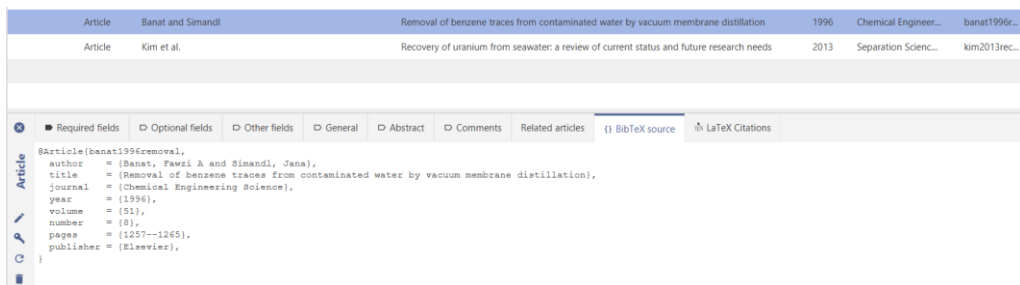 Article Banat and Simandl Removal of benzene traces from contaminated water by vacuum membrane distillation 1996 Chemical Engineer... banat1996r...
Article Kim et al. Recovery of uranium from seawater: a review of current status and future research needs 2013 Separation Scienc... kim2013rec...
Required fields Optional fields Other fields General Abstract Comments Related articles {} BibTeX source LaTeX Citations
Article
@Article{banat1996removal,
author = {Banat, Fawzi A and Simandl, Jana},
title = {Removal of benzene traces from contaminated water by vacuum membrane distillation},
journal = {Chemical Engineering Science},
year = {1996},
volume = {51},
number = {8},
pages = {1257--1265},
publisher = {Elsevier},
}